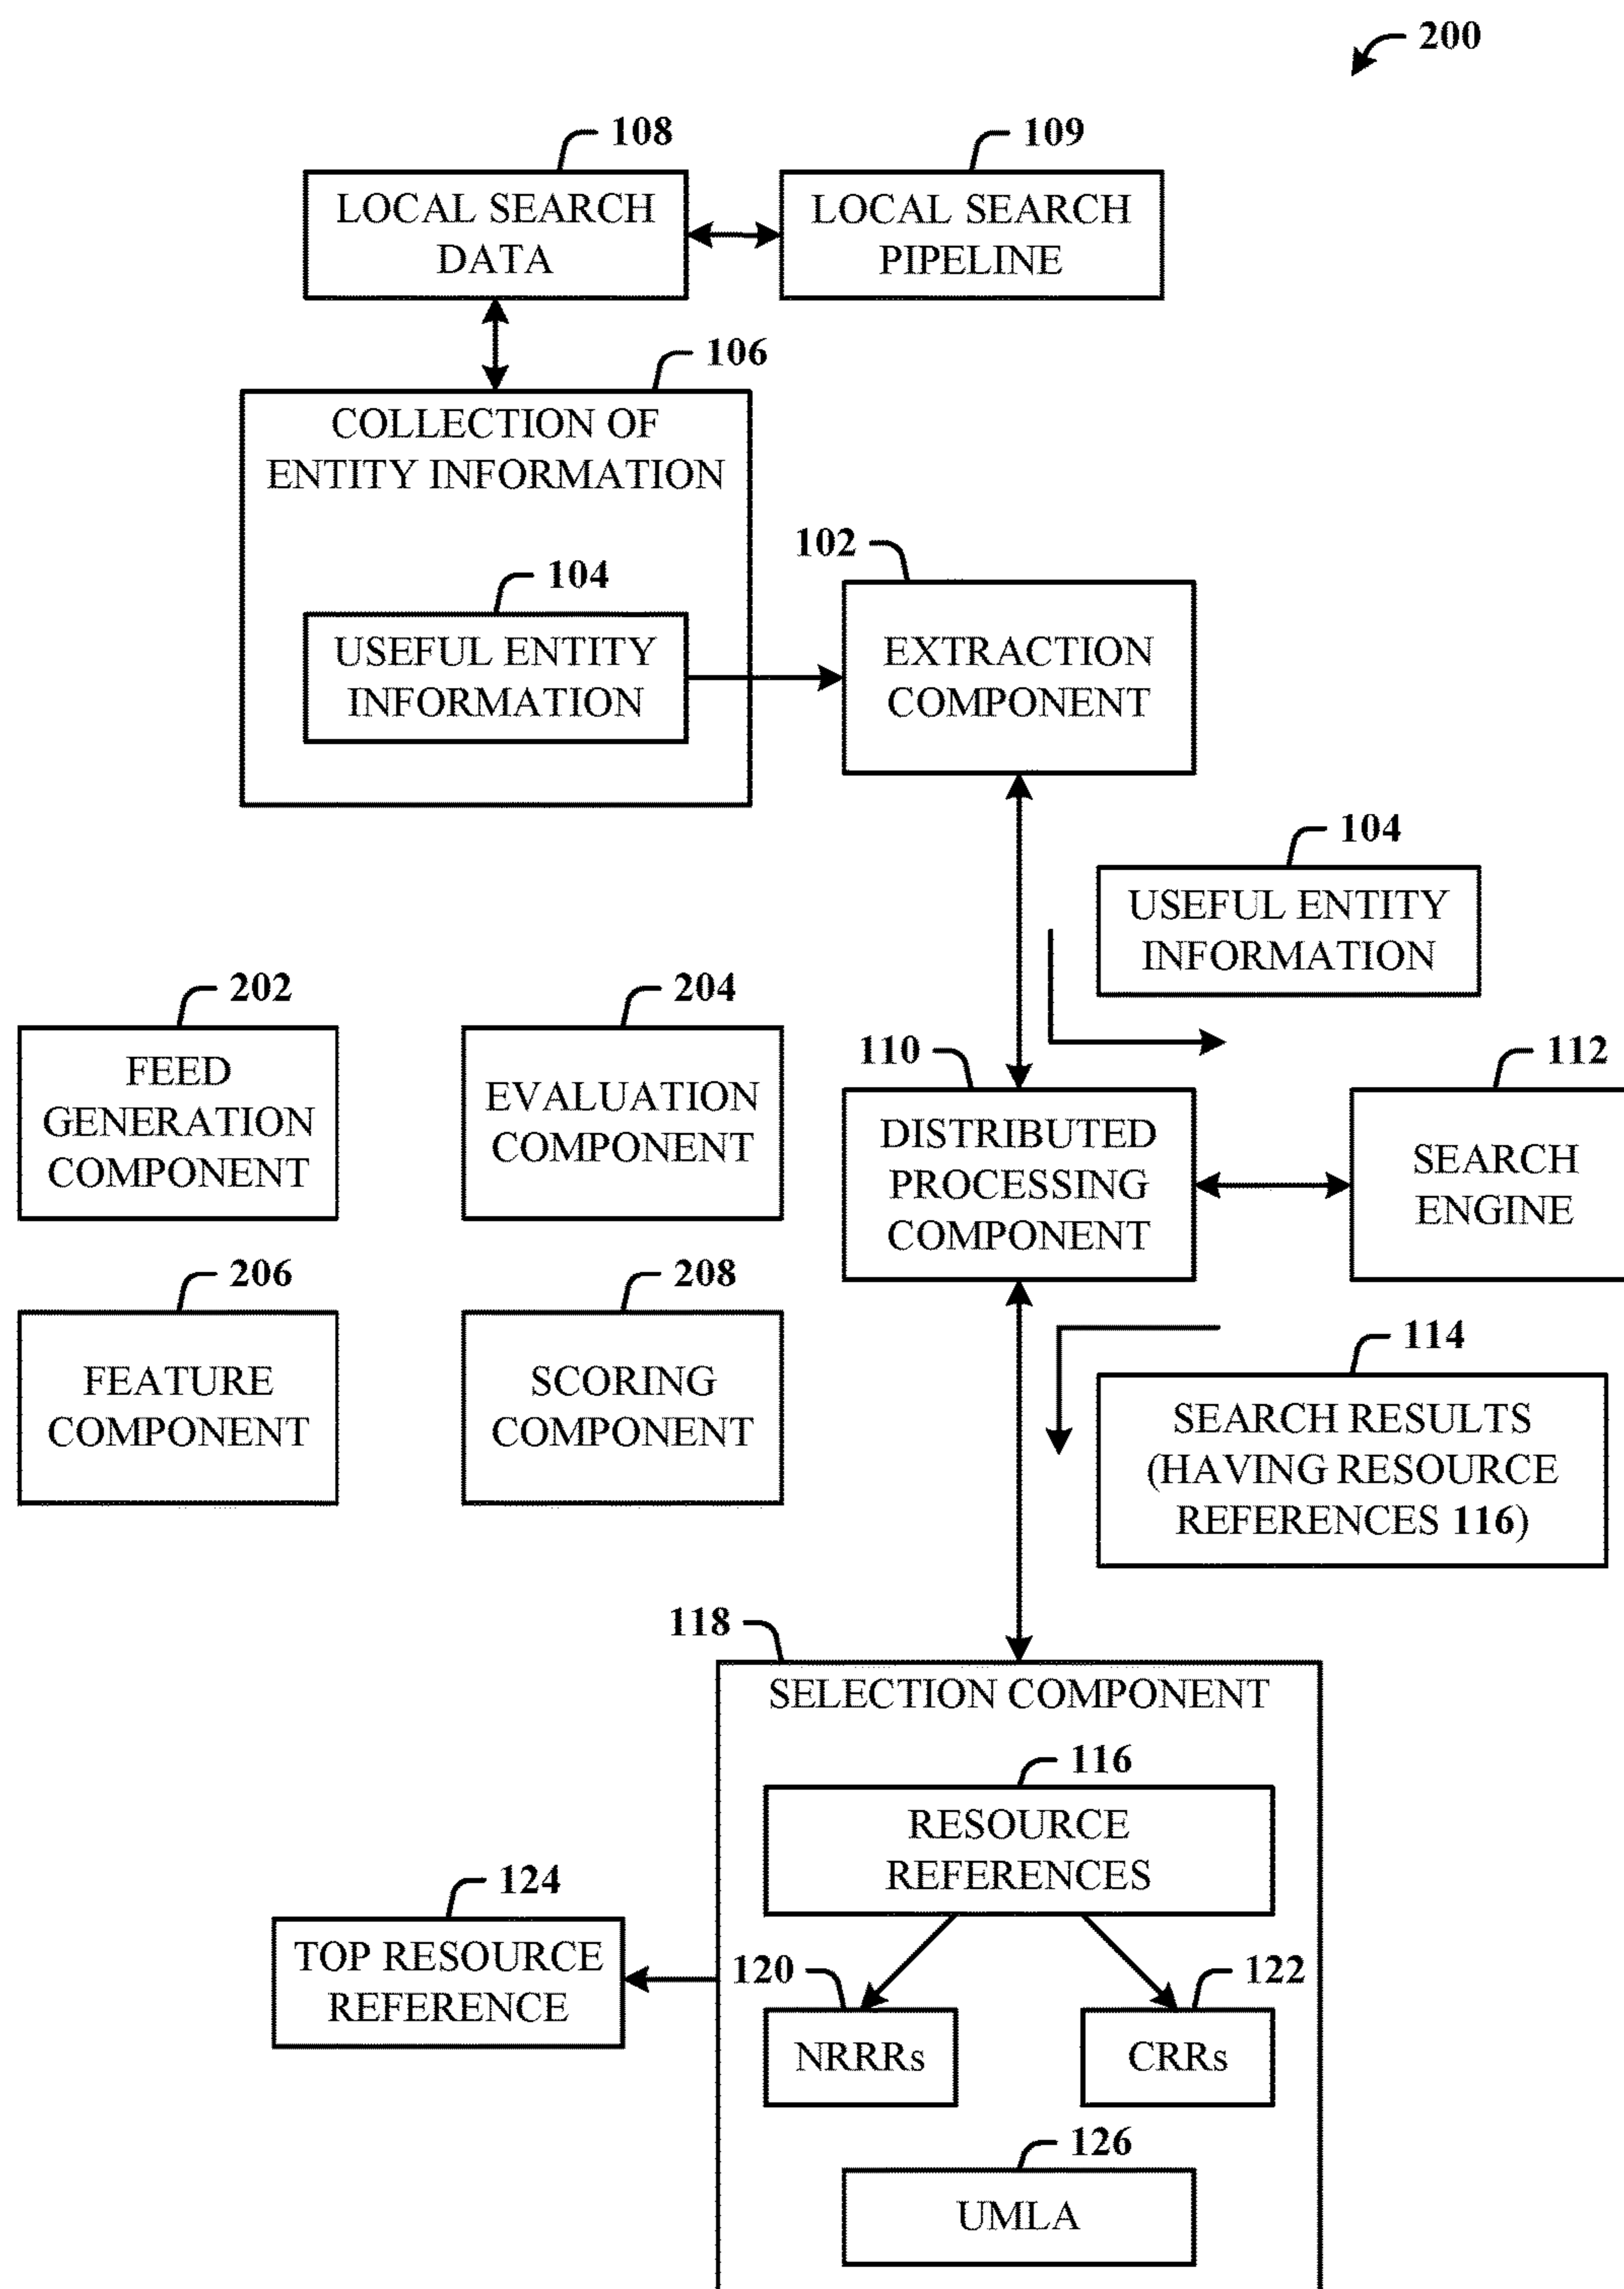 200
108
109
LOCAL SEARCH
DATA
LOCAL SEARCH
PIPELINE
106
COLLECTION OF
ENTITY INFORMATION
104
USEFUL ENTITY
INFORMATION
102
EXTRACTION
COMPONENT
104
USEFUL ENTITY
INFORMATION
202
FEED
GENERATION
COMPONENT
204
EVALUATION
COMPONENT
110
DISTRIBUTED
PROCESSING
COMPONENT
112
SEARCH
ENGINE
206
FEATURE
COMPONENT
208
SCORING
COMPONENT
114
SEARCH RESULTS
(HAVING RESOURCE
REFERENCES 116)
118
SELECTION COMPONENT
116
RESOURCE
REFERENCES
124
TOP RESOURCE
REFERENCE
120
NRRRs
122
CRRs
126
UMLA